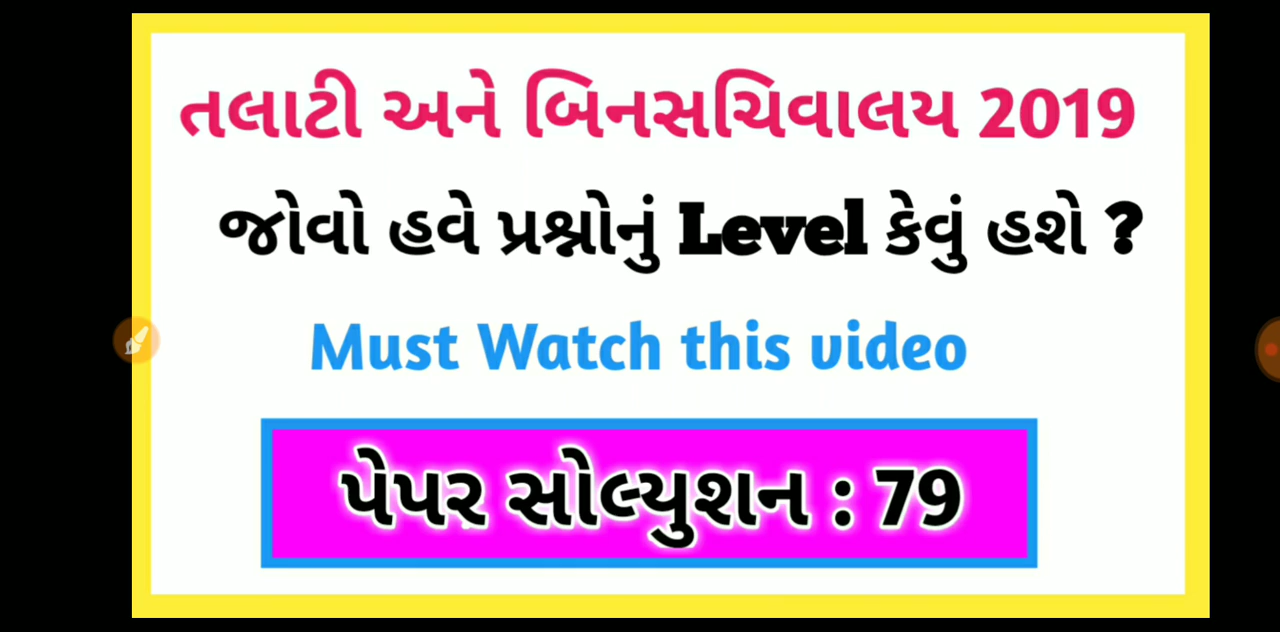 તલાટી અને બિનસચિવાલય 2019
જોવો હવે પ્રશ્નોનું Level કેવું હશે ?
Must Watch this video
પેપર સોલ્યુશન : 79